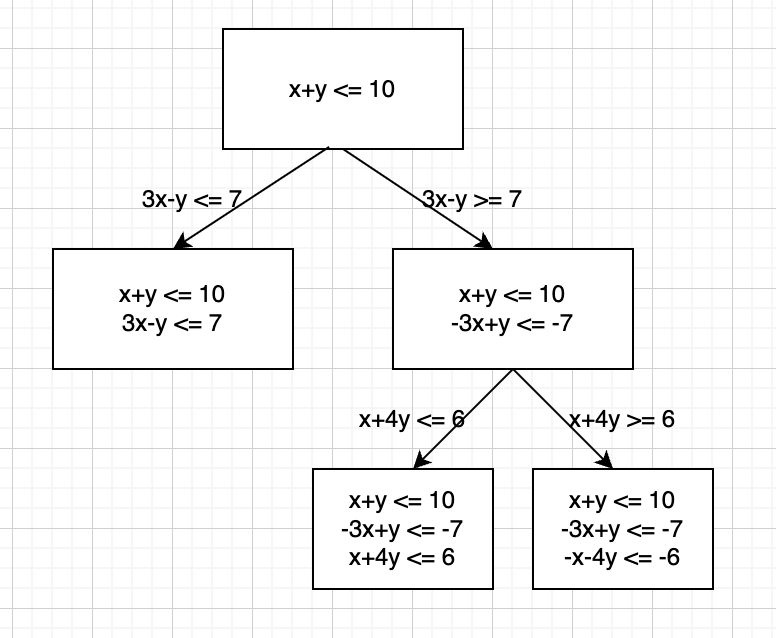 x+y <= 10
3x-y <= 7
3x-y >= 7
x+y <= 10
3x-y <= 7
x+y <= 10
-3x+y <= -7
x+4y <= 6
x+4y >= 6
x+y <= 10
-3x+y <= -7
x+4y <= 6
x+y <= 10
-3x+y <= -7
-x-4y <= -6